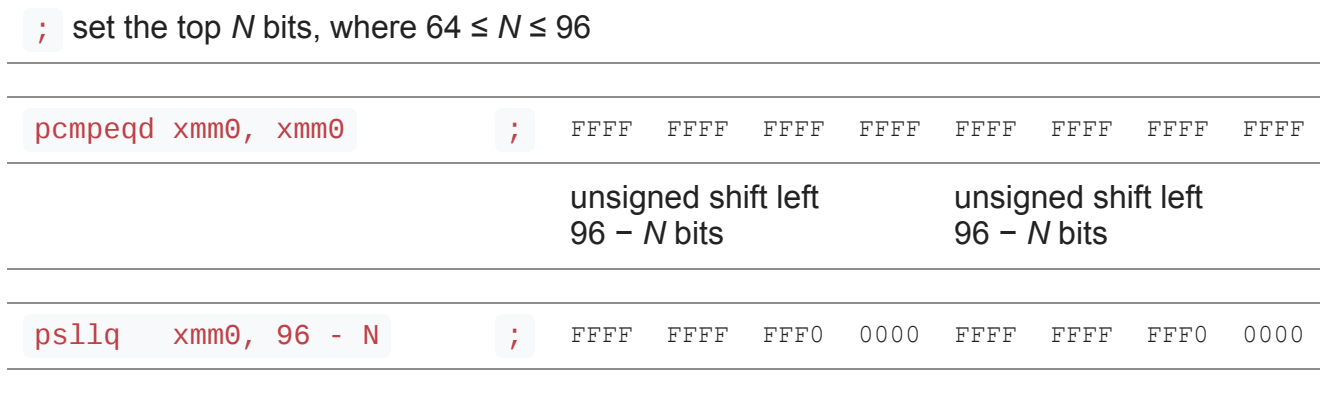 ; set the top N bits, where 64 ≤ N ≤ 96
pcmpeqd xmm0, xmm0 ; FFFF FFFF FFFF FFFF FFFF FFFF FFFF FFFF
unsigned shift left unsigned shift left
96 − N bits 96 − N bits
psllq xmm0, 96 - N ; FFFF FFFF FFF0 0000 FFFF FFFF FFF0 0000